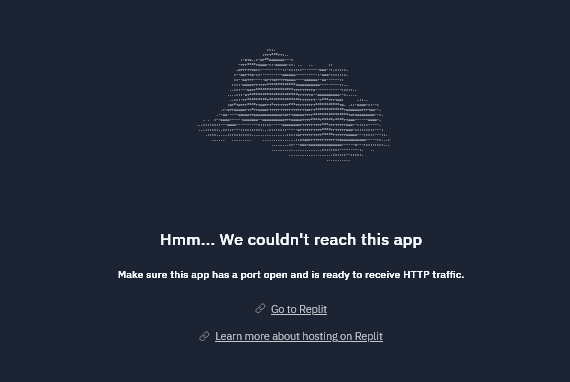 Hmm... We couldn't reach this app
Make sure this app has a port open and is ready to receive HTTP traffic.
Go to Replit
Learn more about hosting on Replit